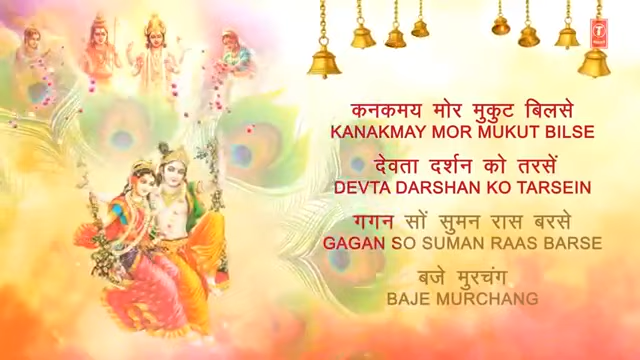 कनकमय मोर मुकुट बिलसे
KANAKMAY MOR MUKUT BILSE
देवता दर्शन को तरसें
DEVTA DARSHAN KO TARSEIN
गगन सों सुमन रास बरसे
GAGAN SO SUMAN RAAS BARSE
बजे मुरचंग
BAJE MURCHANG